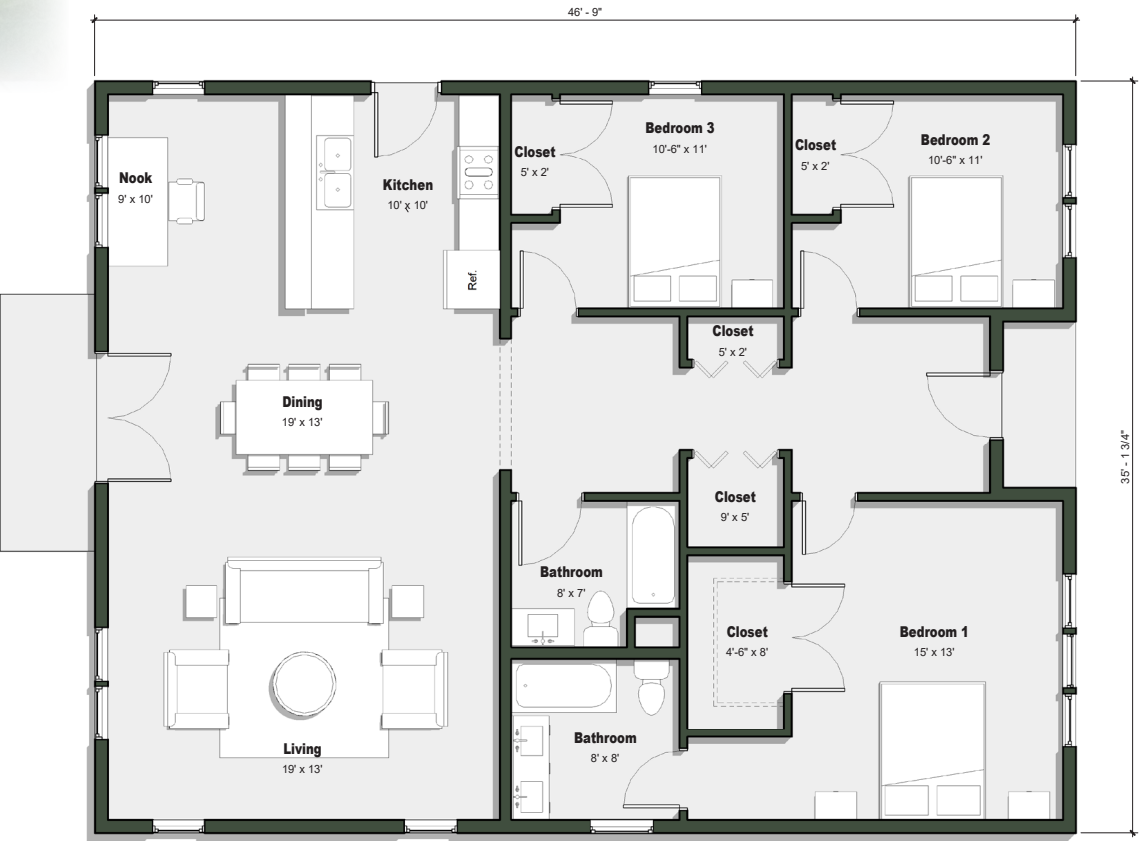 46' - 9"
Nook
9' x 10'
Kitchen
10' x 10'
Ref.
Closet
5' x 2'
Bedroom 3
10'-6" x 11'
Closet
5' x 2'
Bedroom 2
10'-6" x 11'
Closet
5' x 2'
Dining
19' x 13'
35' - 1 3/4"
Closet
9' x 5'
Bathroom
8' x 7'
Closet
4'-6" x 8'
Bedroom 1
15' x 13'
Living
19' x 13'
Bathroom
8' x 8'